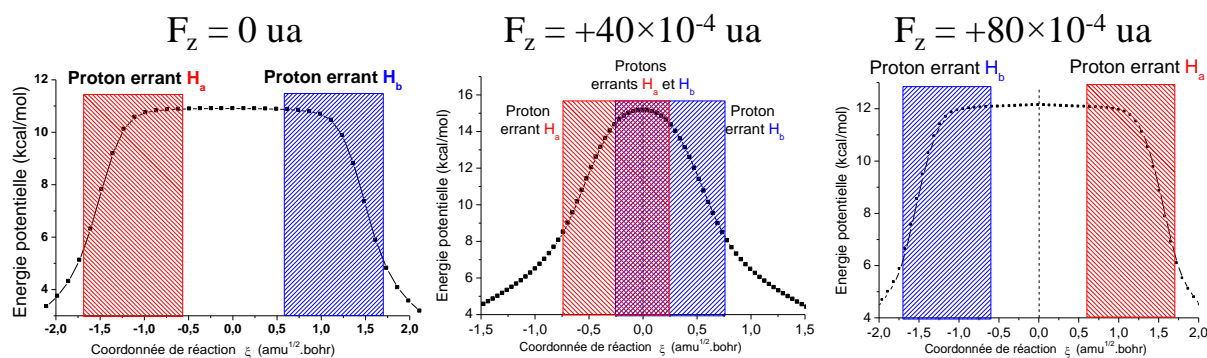 F_z = 0 ua
Proton errant H_a
Proton errant H_b
Energie potentielle (kcal/mol)
12
11
10
9
8
7
6
5
4
3
-2,0 -1,5 -1,0 -0,5 0,0 0,5 1,0 1,5 2,0
Coordonnée de réaction ξ (amu^1/2.bohr)
F_z = +40×10^-4 ua
Protons
errants H_a et H_b
Proton
errant H_a
Proton
errant H_b
Energie potentielle (kcal/mol)
16
14
12
10
8
6
4
-1,5 -1,0 -0,5 0,0 0,5 1,0 1,5
Coordonnée de réaction ξ (amu^1/2.bohr)
F_z = +80×10^-4 ua
Proton errant H_b
Proton errant H_a
Energie potentielle (kcal/mol)
12
10
8
6
4
-2,0 -1,5 -1,0 -0,5 0,0 0,5 1,0 1,5 2,0
Coordonnée de réaction ξ (amu^1/2.bohr)